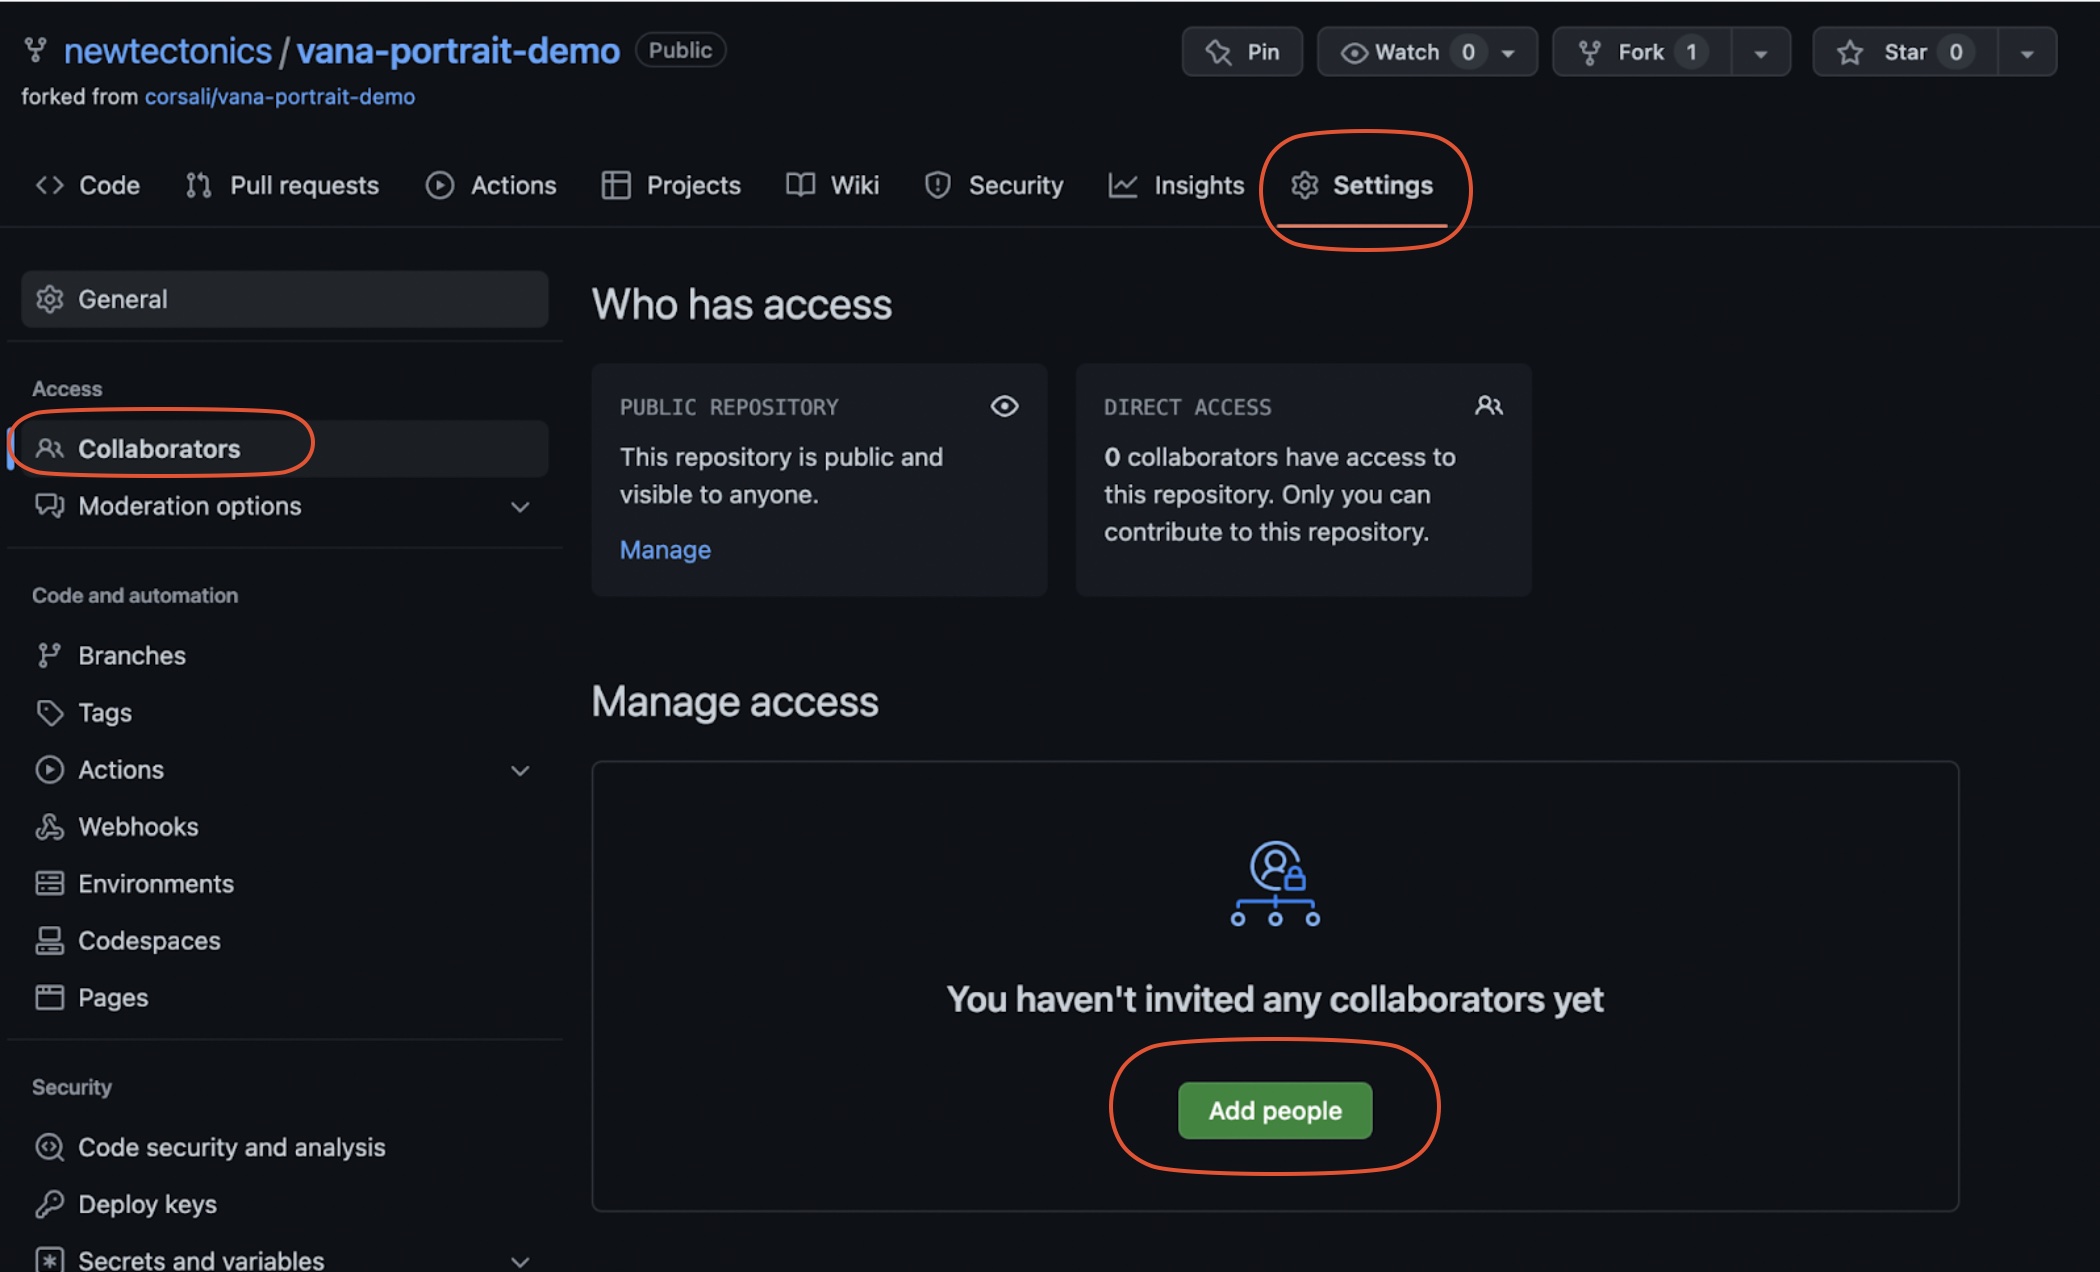 newtectonics / vana-portrait-demo Public
Pin
Watch 0
Fork 1
Star 0
forked from corsali/vana-portrait-demo
Code
Pull requests
Actions
Projects
Wiki
Security
Insights
Settings
General
Access
Collaborators
Moderation options
Code and automation
Branches
Tags
Actions
Webhooks
Environments
Codespaces
Pages
Security
Code security and analysis
Deploy keys
Secrets and variables
Who has access
PUBLIC REPOSITORY
This repository is public and
visible to anyone.
Manage
DIRECT ACCESS
0 collaborators have access to
this repository. Only you can
contribute to this repository.
Manage access
You haven't invited any collaborators yet
Add people